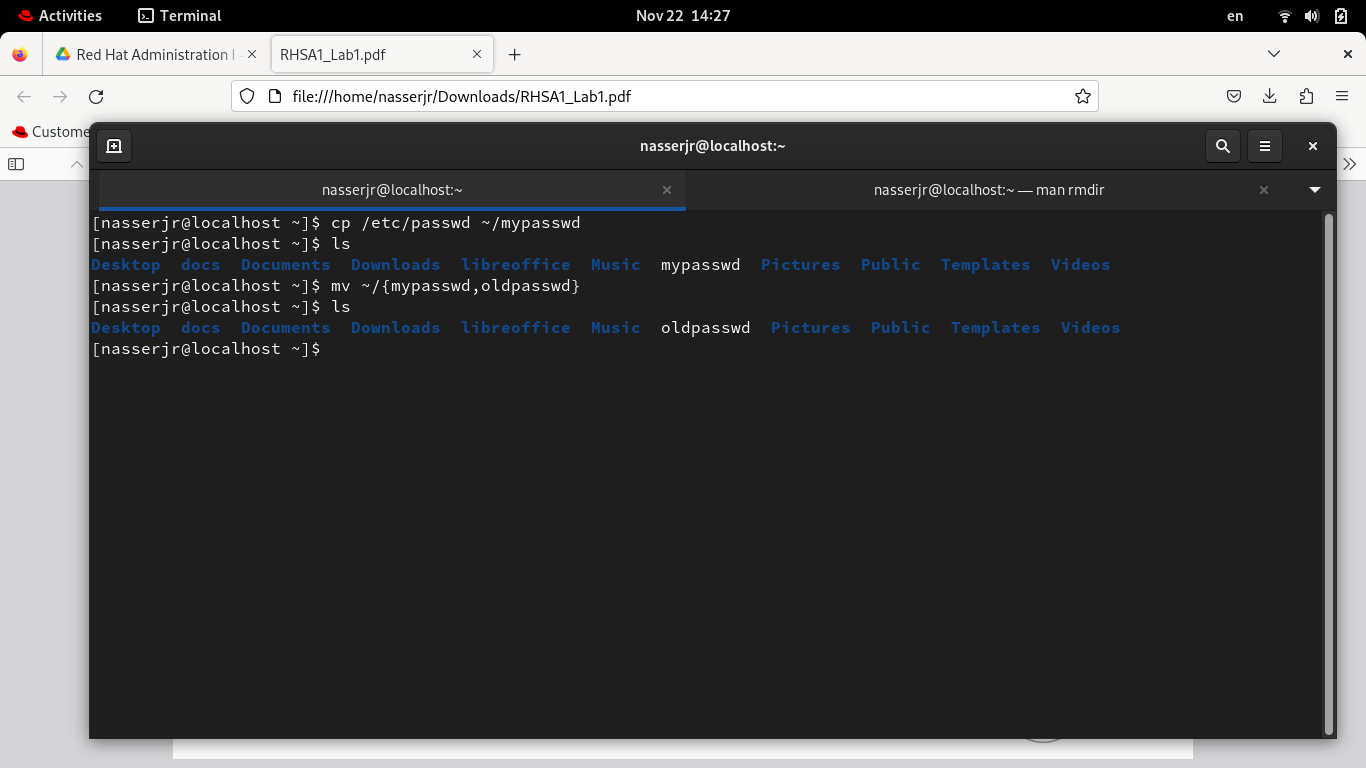 Activities Terminal Nov 22 14:27 en
Red Hat Administration I RHSA1_Lab1.pdf
file:///home/nasserjr/Downloads/RHSA1_Lab1.pdf
Custome
nasserjr@localhost:~
nasserjr@localhost:~ nasserjr@localhost:~ — man rmdir
[nasserjr@localhost ~]$ cp /etc/passwd ~/mypasswd
[nasserjr@localhost ~]$ ls
Desktop docs Documents Downloads libreoffice Music mypasswd Pictures Public Templates Videos
[nasserjr@localhost ~]$ mv ~/{mypasswd,oldpasswd}
[nasserjr@localhost ~]$ ls
Desktop docs Documents Downloads libreoffice Music oldpasswd Pictures Public Templates Videos
[nasserjr@localhost ~]$